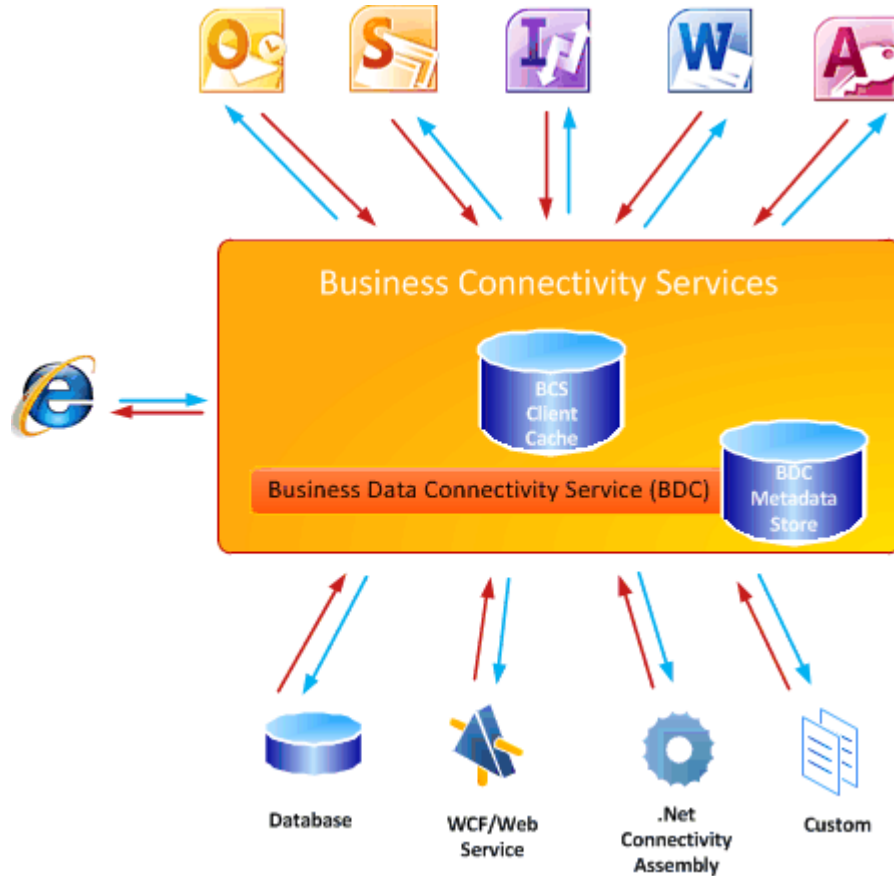 O
S
I
W
A
Business Connectivity Services
BCS
Client
Cache
Business Data Connectivity Service (BDC)
BDC
Metadata
Store
Database
WCF/Web
Service
.Net
Connectivity
Assembly
Custom